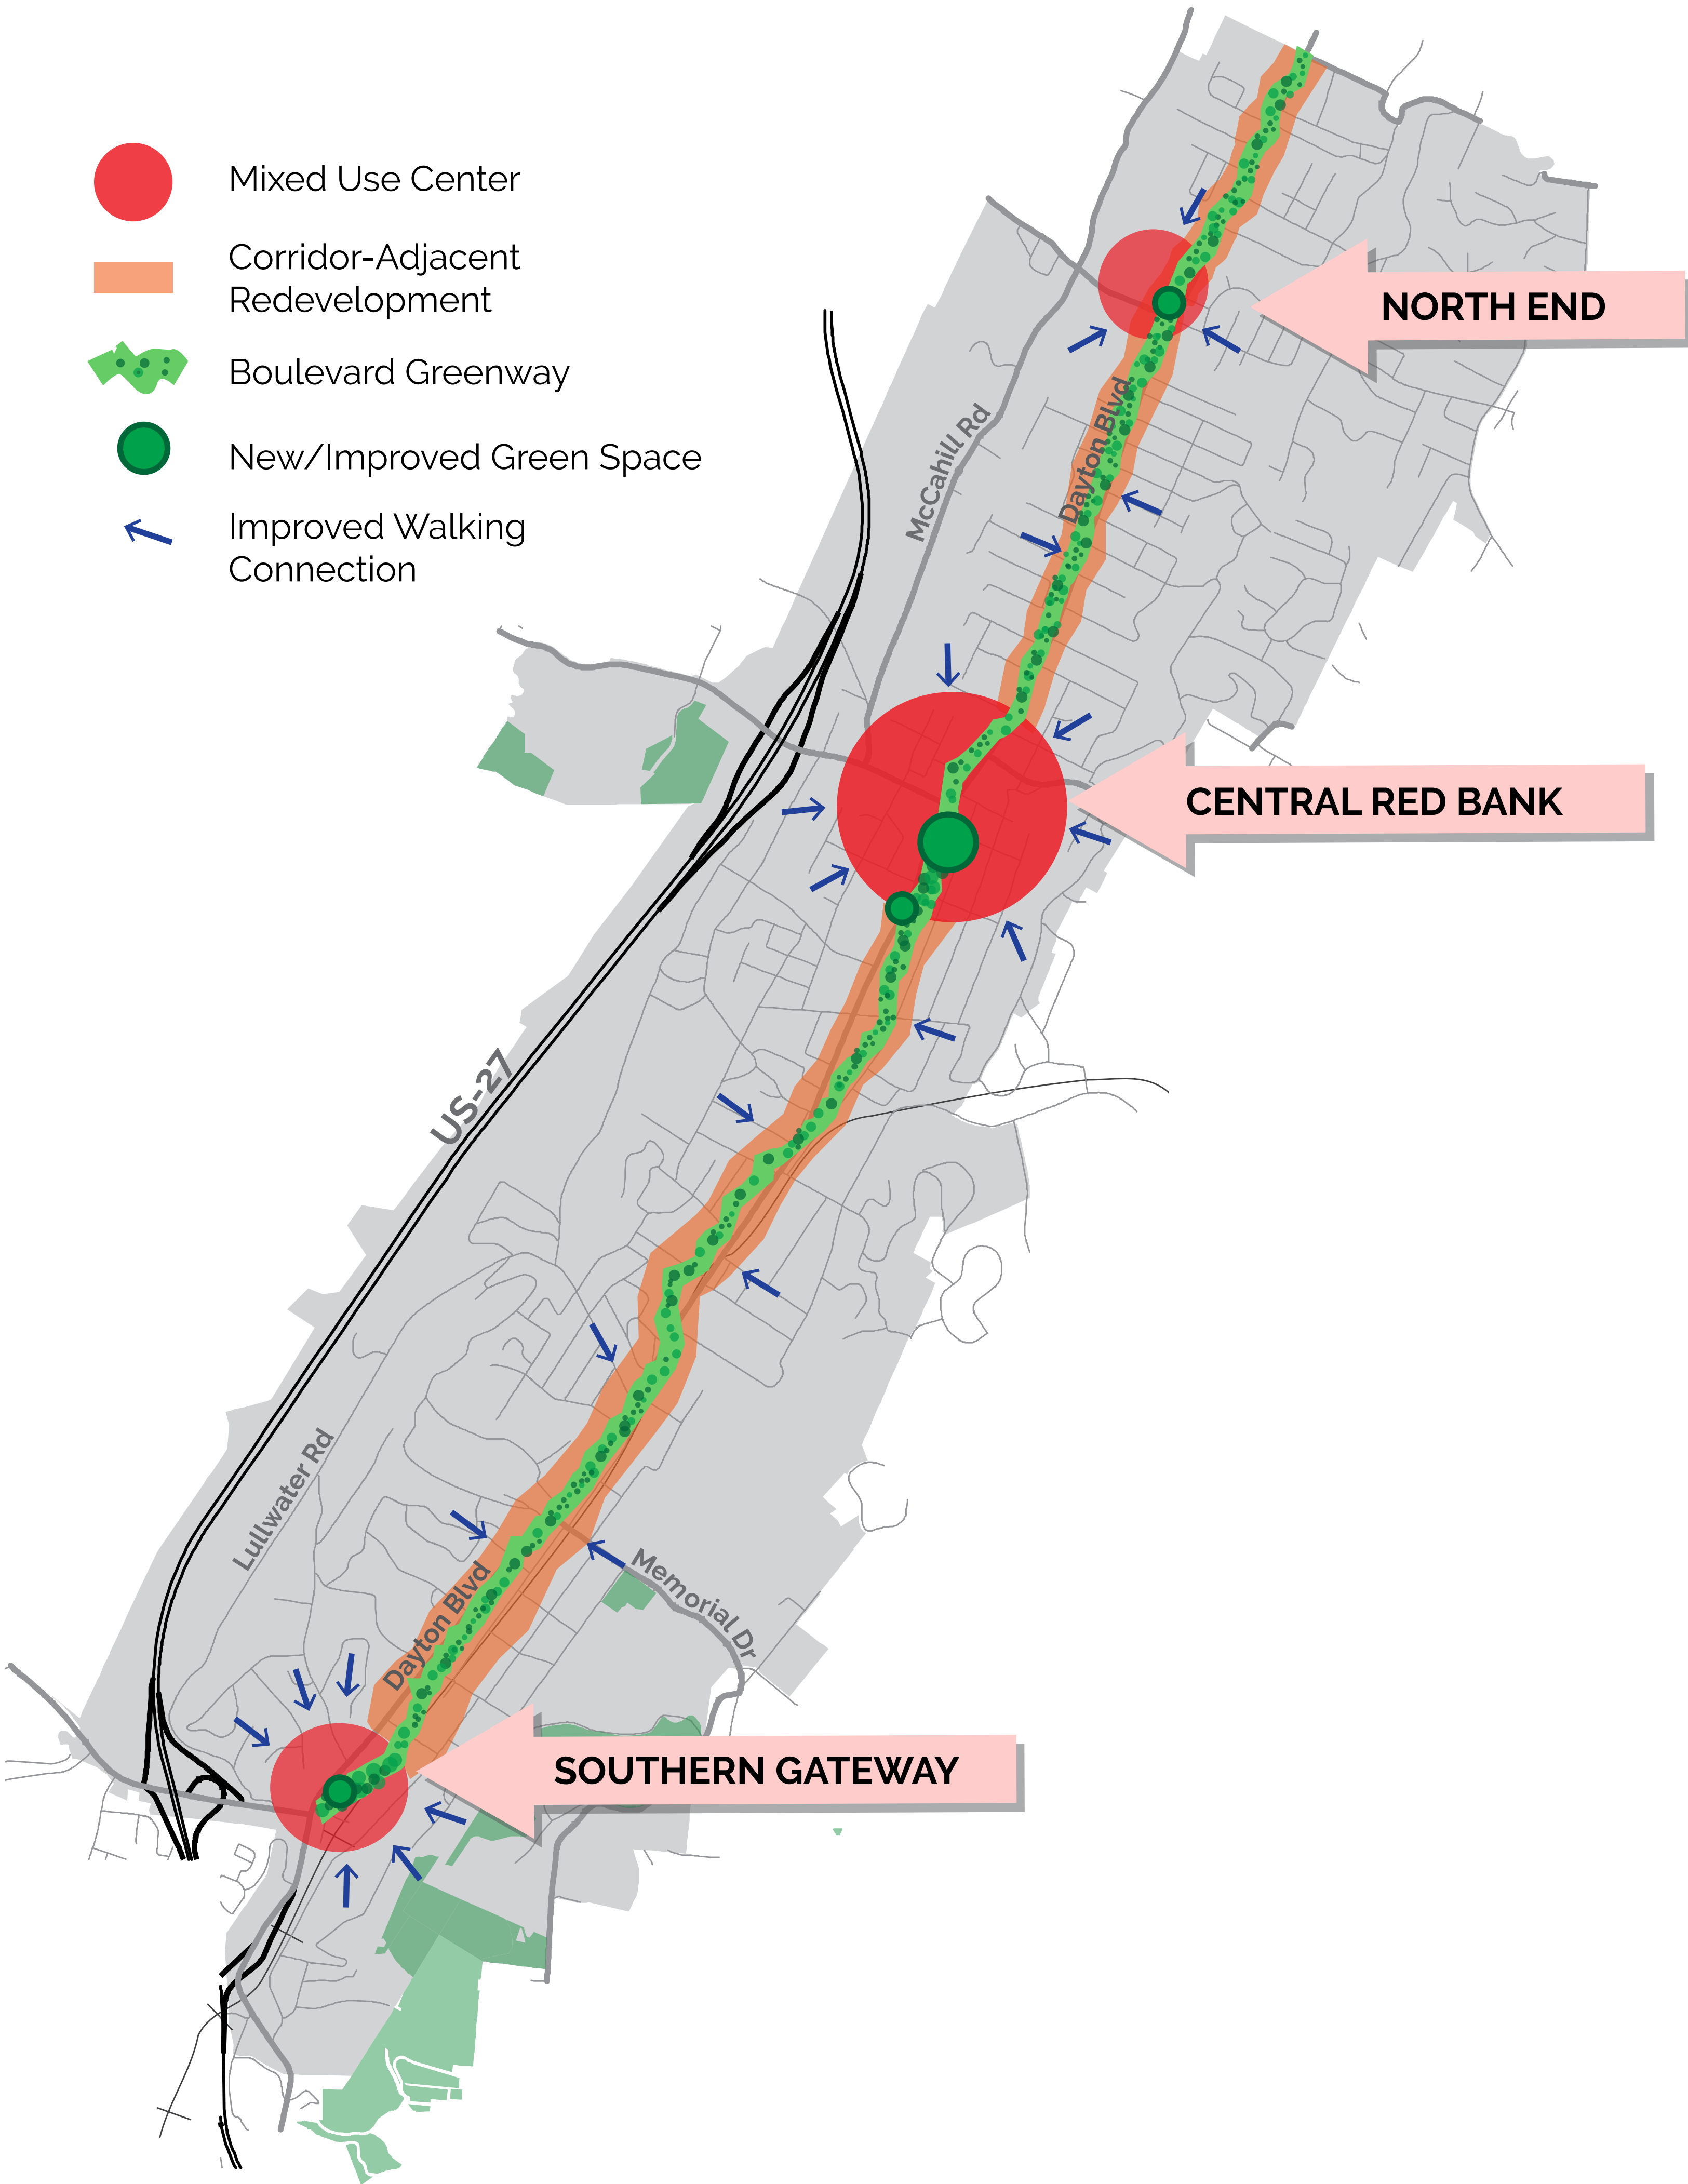 Mixed Use Center
Corridor-Adjacent
Redevelopment
Boulevard Greenway
New/Improved Green Space
Improved Walking
Connection
NORTH END
Dayton Blvd
McCahill Rd
CENTRAL RED BANK
US-27
Lullwater Rd
Memorial Dr
Dayton Blvd
SOUTHERN GATEWAY